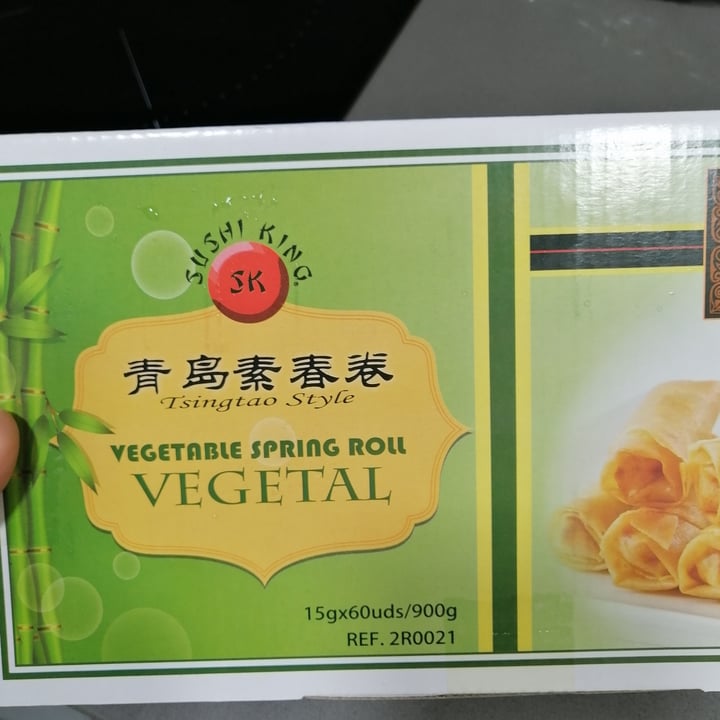 SUSHI KING®
SK
青島素春卷
Tsingtao Style
VEGETABLE SPRING ROLL
VEGETAL
15gx60uds/900g
REF. 2R0021